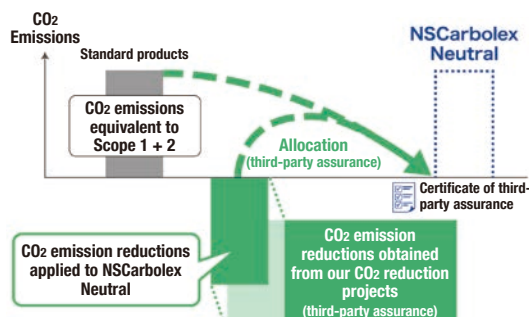 CO2
Emissions
Standard products
NSCarbolex
Neutral
CO2 emissions
equivalent to
Scope 1 + 2
Allocation
(third-party assurance)
Certificate of third-
party assurance
CO2 emission reductions
applied to NSCarbolex
Neutral
CO2 emission
reductions obtained
from our CO2 reduction
projects
(third-party assurance)